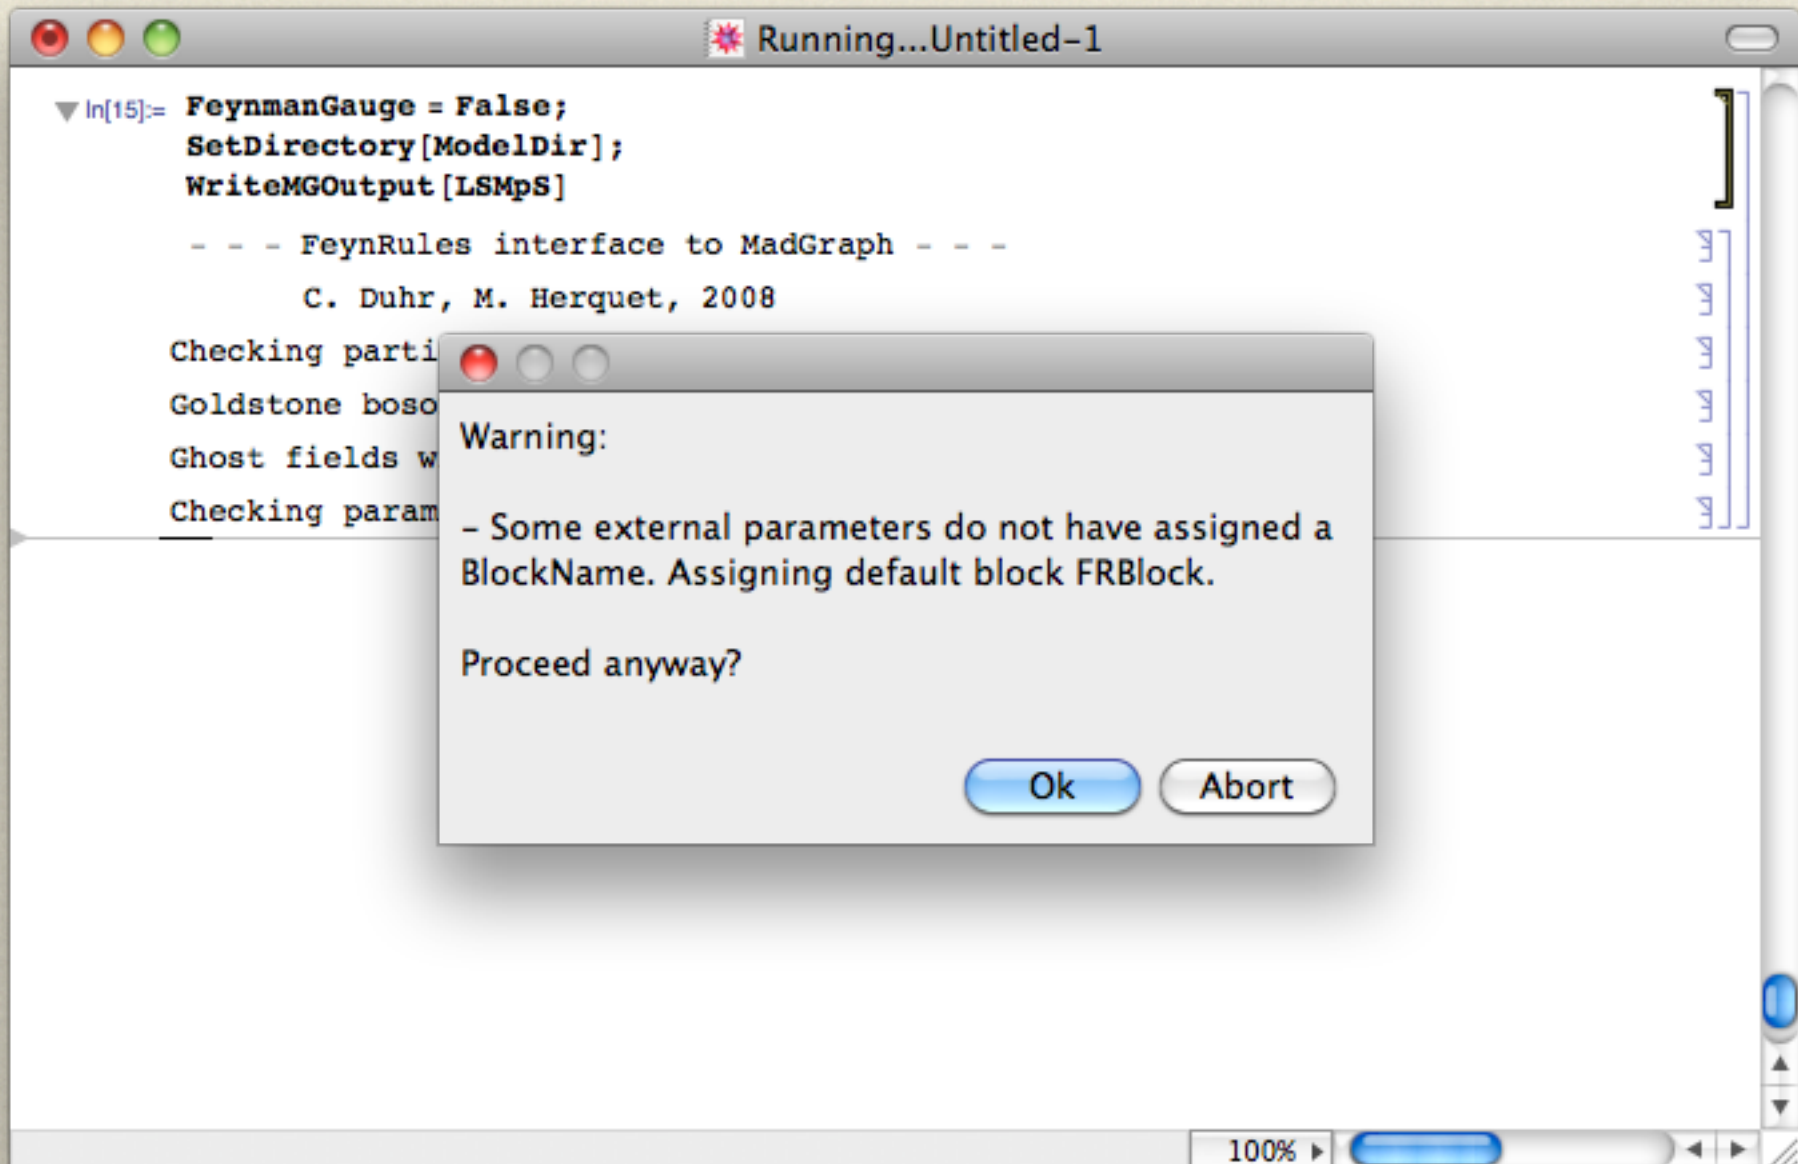 Running...Untitled-1
In[15]:= FeynmanGauge = False;
SetDirectory[ModelDir];
WriteMGOutput[LSMpS]
- - - FeynRules interface to MadGraph - - -
C. Duhr, M. Herquet, 2008
Checking parti
Goldstone boso
Ghost fields w
Checking param
Warning:
- Some external parameters do not have assigned a
BlockName. Assigning default block FRBlock.
Proceed anyway?
Ok Abort
100%